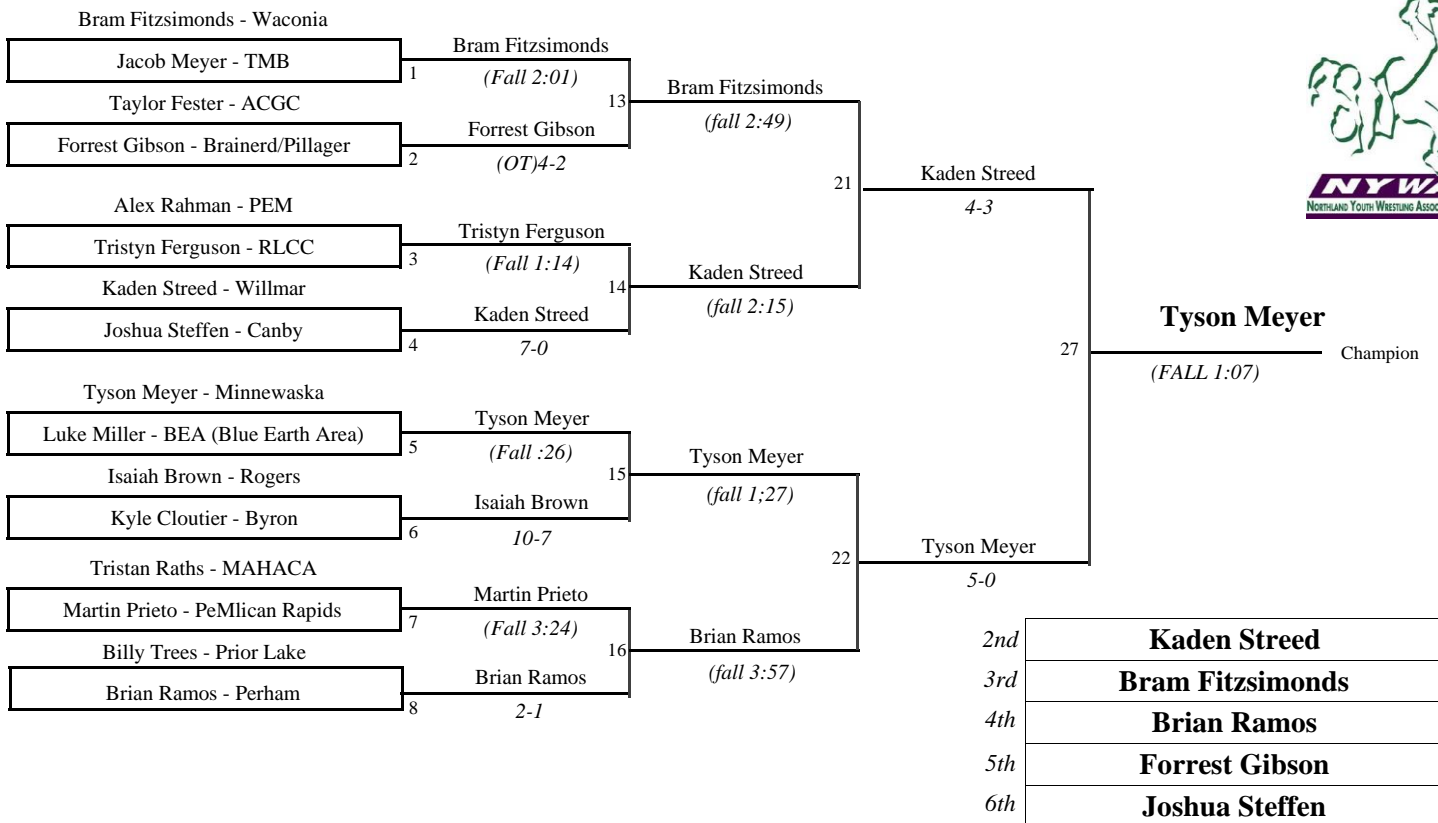 Bram Fitzsimonds - Waconia
Jacob Meyer - TMB
1
Taylor Fester - ACGC
Forrest Gibson - Brainerd/Pillager
2
Alex Rahman - PEM
Tristyn Ferguson - RLCC
3
Kaden Streed - Willmar
Joshua Steffen - Canby
4
Tyson Meyer - Minnewaska
Luke Miller - BEA (Blue Earth Area)
5
Isaiah Brown - Rogers
Kyle Cloutier - Byron
6
Tristan Raths - MAHACA
Martin Prieto - PeMlican Rapids
7
Billy Trees - Prior Lake
Brian Ramos - Perham
8
Bram Fitzsimonds
(Fall 2:01)
13
Forrest Gibson
(OT)4-2
Tristyn Ferguson
(Fall 1:14)
14
Kaden Streed
7-0
Tyson Meyer
(Fall :26)
15
Isaiah Brown
10-7
Martin Prieto
(Fall 3:24)
16
Brian Ramos
2-1
Bram Fitzsimonds
(fall 2:49)
21
Kaden Streed
(fall 2:15)
Tyson Meyer
(fall 1;27)
22
Brian Ramos
(fall 3:57)
Kaden Streed
4-3
27
Tyson Meyer
5-0
Tyson Meyer
(FALL 1:07)
Champion
NORTHLAND YOUTH WRESTLING
2nd Kaden Streed
3rd Bram Fitzsimonds
4th Brian Ramos
5th Forrest Gibson
6th Joshua Steffen